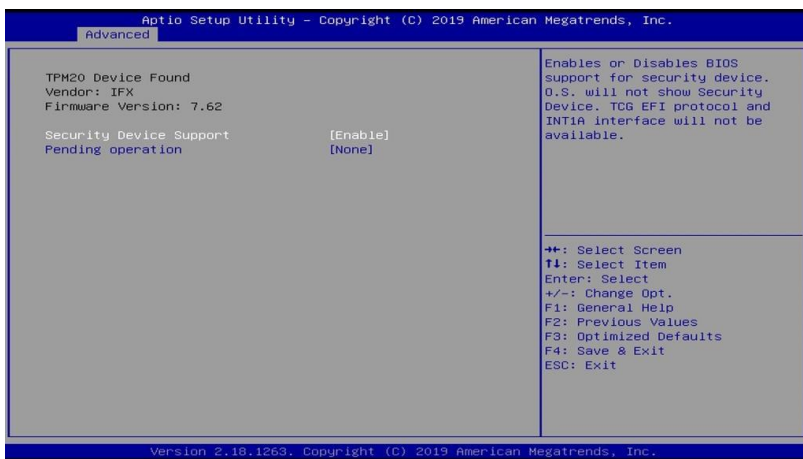 Aptio Setup Utility – Copyright (C) 2019 American Megatrends, Inc.
Advanced
TPM20 Device Found
Vendor: IFX
Firmware Version: 7.62
Security Device Support [Enable]
Pending operation [None]
Enables or Disables BIOS
support for security device.
O.S. will not show Security
Device. TCG EFI protocol and
INT1A interface will not be
available.
→←: Select Screen
↑↓: Select Item
Enter: Select
+/-: Change Opt.
F1: General Help
F2: Previous Values
F3: Optimized Defaults
F4: Save & Exit
ESC: Exit
Version 2.18.1263. Copyright (C) 2019 American Megatrends, Inc.